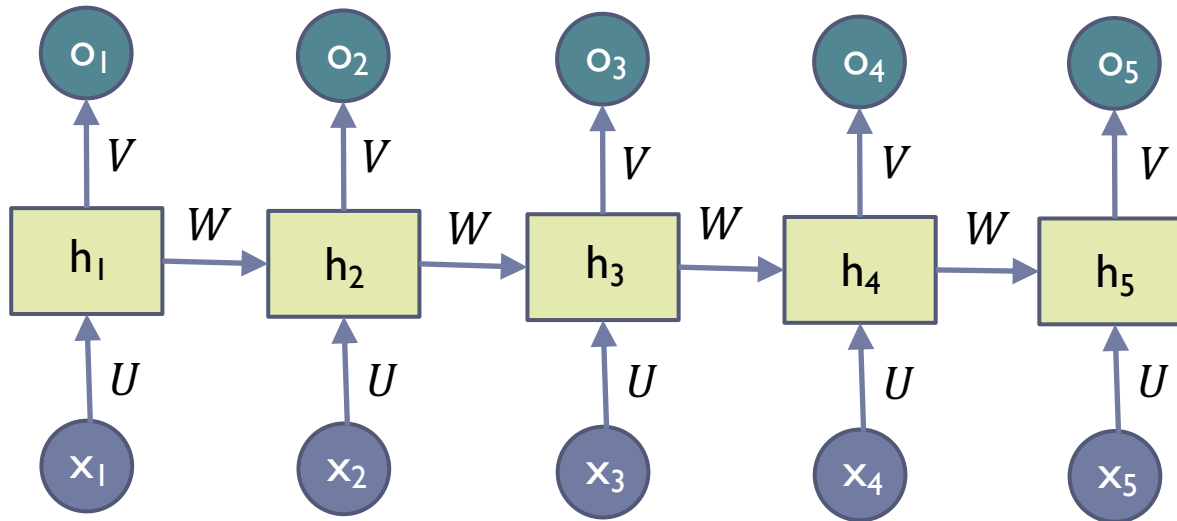 o₁ o₂ o₃ o₄ o₅
V V V V V
W W W W
h₁ h₂ h₃ h₄ h₅
U U U U U
x₁ x₂ x₃ x₄ x₅